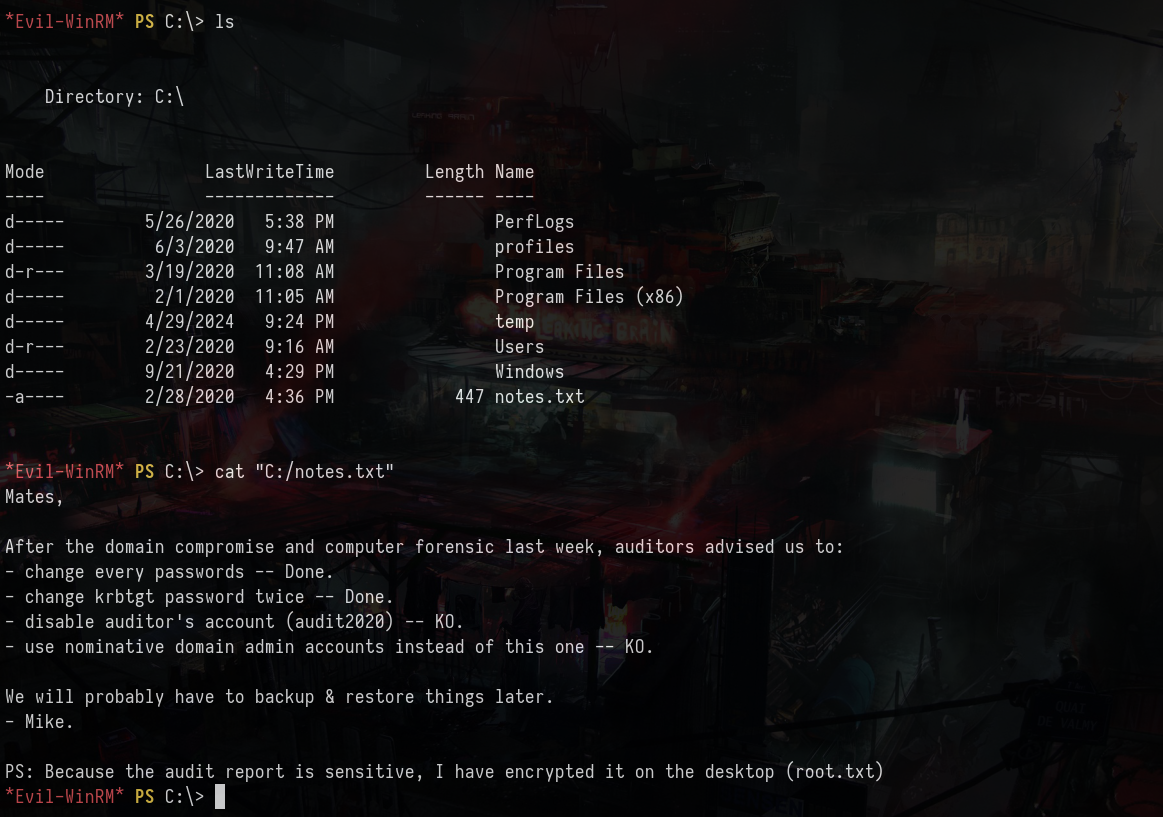 *Evil-WinRM* PS C:\> ls
Directory: C:\
Mode                LastWriteTime         Length Name
----                -------------         ------ ----
d-----        5/26/2020   5:38 PM                PerfLogs
d-----         6/3/2020   9:47 AM                profiles
d-r---        3/19/2020  11:08 AM                Program Files
d-----         2/1/2020  11:05 AM                Program Files (x86)
d-----        4/29/2024   9:24 PM                temp
d-r---        2/23/2020   9:16 AM                Users
d-----        9/21/2020   4:29 PM                Windows
-a----        2/28/2020   4:36 PM            447 notes.txt
*Evil-WinRM* PS C:\> cat "C:/notes.txt"
Mates,
After the domain compromise and computer forensic last week, auditors advised us to:
- change every passwords -- Done.
- change krbtgt password twice -- Done.
- disable auditor's account (audit2020) -- KO.
- use nominative domain admin accounts instead of this one -- KO.
We will probably have to backup & restore things later.
- Mike.
PS: Because the audit report is sensitive, I have encrypted it on the desktop (root.txt)
*Evil-WinRM* PS C:\>